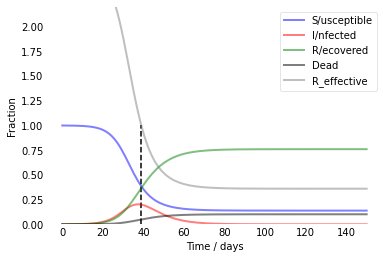 S/usceptible
I/nfected
R/ecovered
Dead
R_effective
2.00
1.75
1.50
1.25
1.00
0.75
0.50
0.25
0.00
Fraction
0 20 40 60 80 100 120 140
Time / days